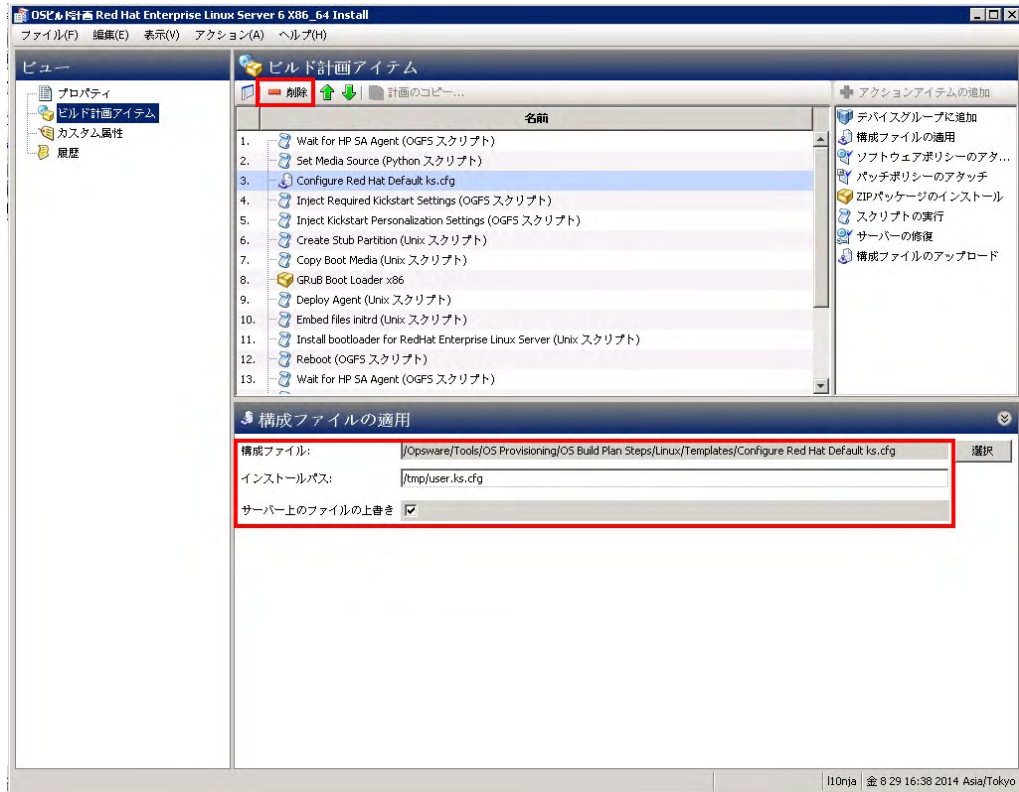 OSビルド計画 Red Hat Enterprise Linux Server 6 X86_64 Install
ファイル(F) 編集(E) 表示(V) アクション(A) ヘルプ(H)
ビュー
プロパティ
ビルド計画アイテム
カスタム属性
履歴
ビルド計画アイテム
削除 計画のコピー...
名前
1. Wait for HP SA Agent (OGFS スクリプト)
2. Set Media Source (Python スクリプト)
3. Configure Red Hat Default ks.cfg
4. Inject Required Kickstart Settings (OGFS スクリプト)
5. Inject Kickstart Personalization Settings (OGFS スクリプト)
6. Create Stub Partition (Unix スクリプト)
7. Copy Boot Media (Unix スクリプト)
8. GRuB Boot Loader x86
9. Deploy Agent (Unix スクリプト)
10. Embed files initrd (Unix スクリプト)
11. Install bootloader for RedHat Enterprise Linux Server (Unix スクリプト)
12. Reboot (OGFS スクリプト)
13. Wait for HP SA Agent (OGFS スクリプト)
アクションアイテムの追加
デバイスグループに追加
構成ファイルの適用
ソフトウェアポリシーのアタ...
パッチポリシーのアタッチ
ZIPパッケージのインストール
スクリプトの実行
サーバーの修復
構成ファイルのアップロード
構成ファイルの適用
構成ファイル: /Opsware/Tools/OS Provisioning/OS Build Plan Steps/Linux/Templates/Configure Red Hat Default ks.cfg 選択
インストールパス: /tmp/user.ks.cfg
サーバー上のファイルの上書き
l10nja 金 8 29 16:38 2014 Asia/Tokyo